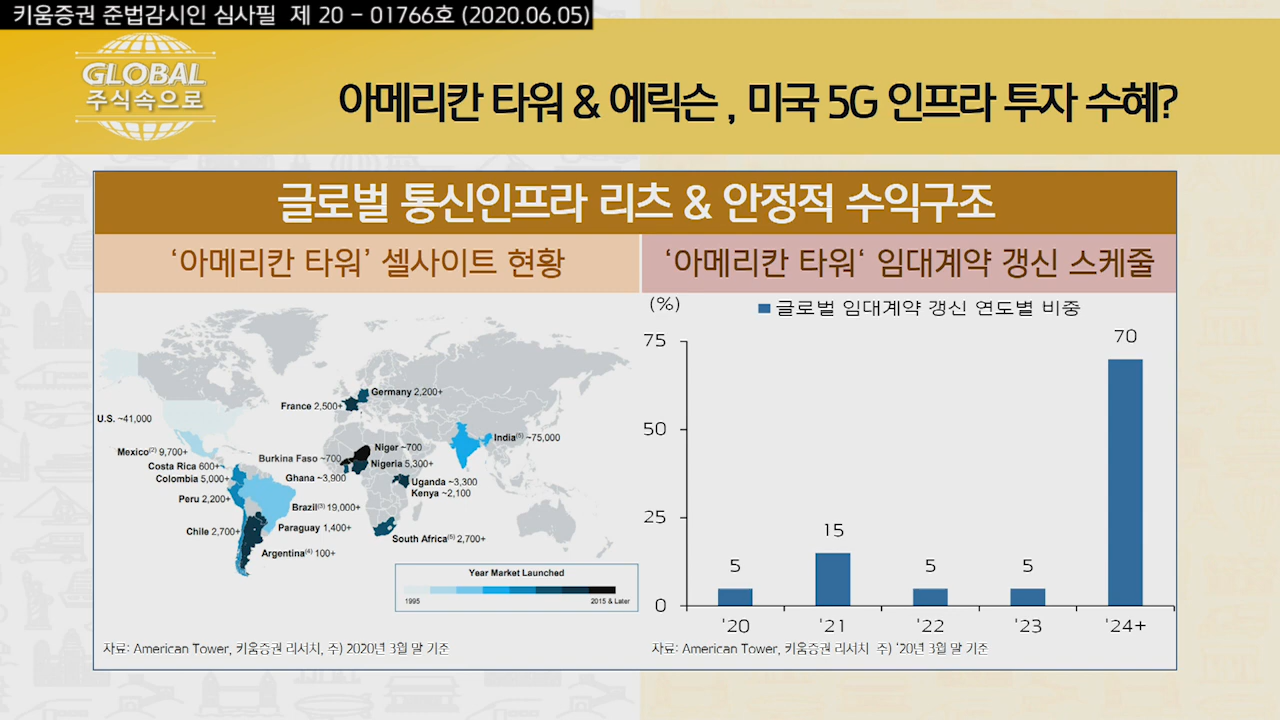 키움증권 준법감시인 심사필 제 20 - 01766호 (2020.06.05)
GLOBAL
주식속으로
아메리칸 타워 & 에릭슨 , 미국 5G 인프라 투자 수혜?
글로벌 통신인프라 리츠 & 안정적 수익구조
‘아메리칸 타워’ 셀사이트 현황
U.S. ~41,000
Mexico(2) 9,700+
Costa Rica 600+
Colombia 5,000+
Peru 2,200+
Chile 2,700+
Argentina(4) 100+
Paraguay 1,400+
Brazil(3) 19,000+
France 2,500+
Germany 2,200+
Burkina Faso ~700
Niger ~700
Nigeria 5,300+
Ghana ~3,900
Uganda ~3,300
Kenya ~2,100
South Africa(5) 2,700+
India(5) ~75,000
Year Market Launched
1995 2015 & Later
자료: American Tower, 키움증권 리서치, 주) 2020년 3월 말 기준
‘아메리칸 타워‘ 임대계약 갱신 스케줄
(%)
글로벌 임대계약 갱신 연도별 비중
75
50
25
0
5 15 5 5 70
'20 '21 '22 '23 '24+
자료: American Tower, 키움증권 리서치 주) ‘20년 3월 말 기준